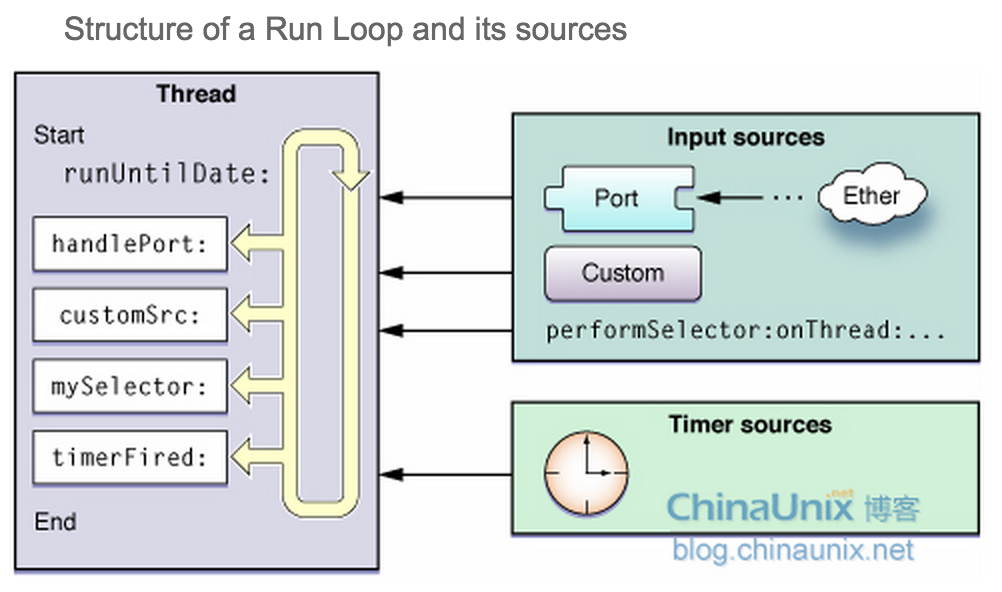 Structure of a Run Loop and its sources
Thread
Start
runUntilDate:
handlePort:
customSrc:
mySelector:
timerFired:
End
Input sources
Port
...
Ether
Custom
performSelector:onThread:...
Timer sources
ChinaUnix.net 博客
blog.chinaunix.net